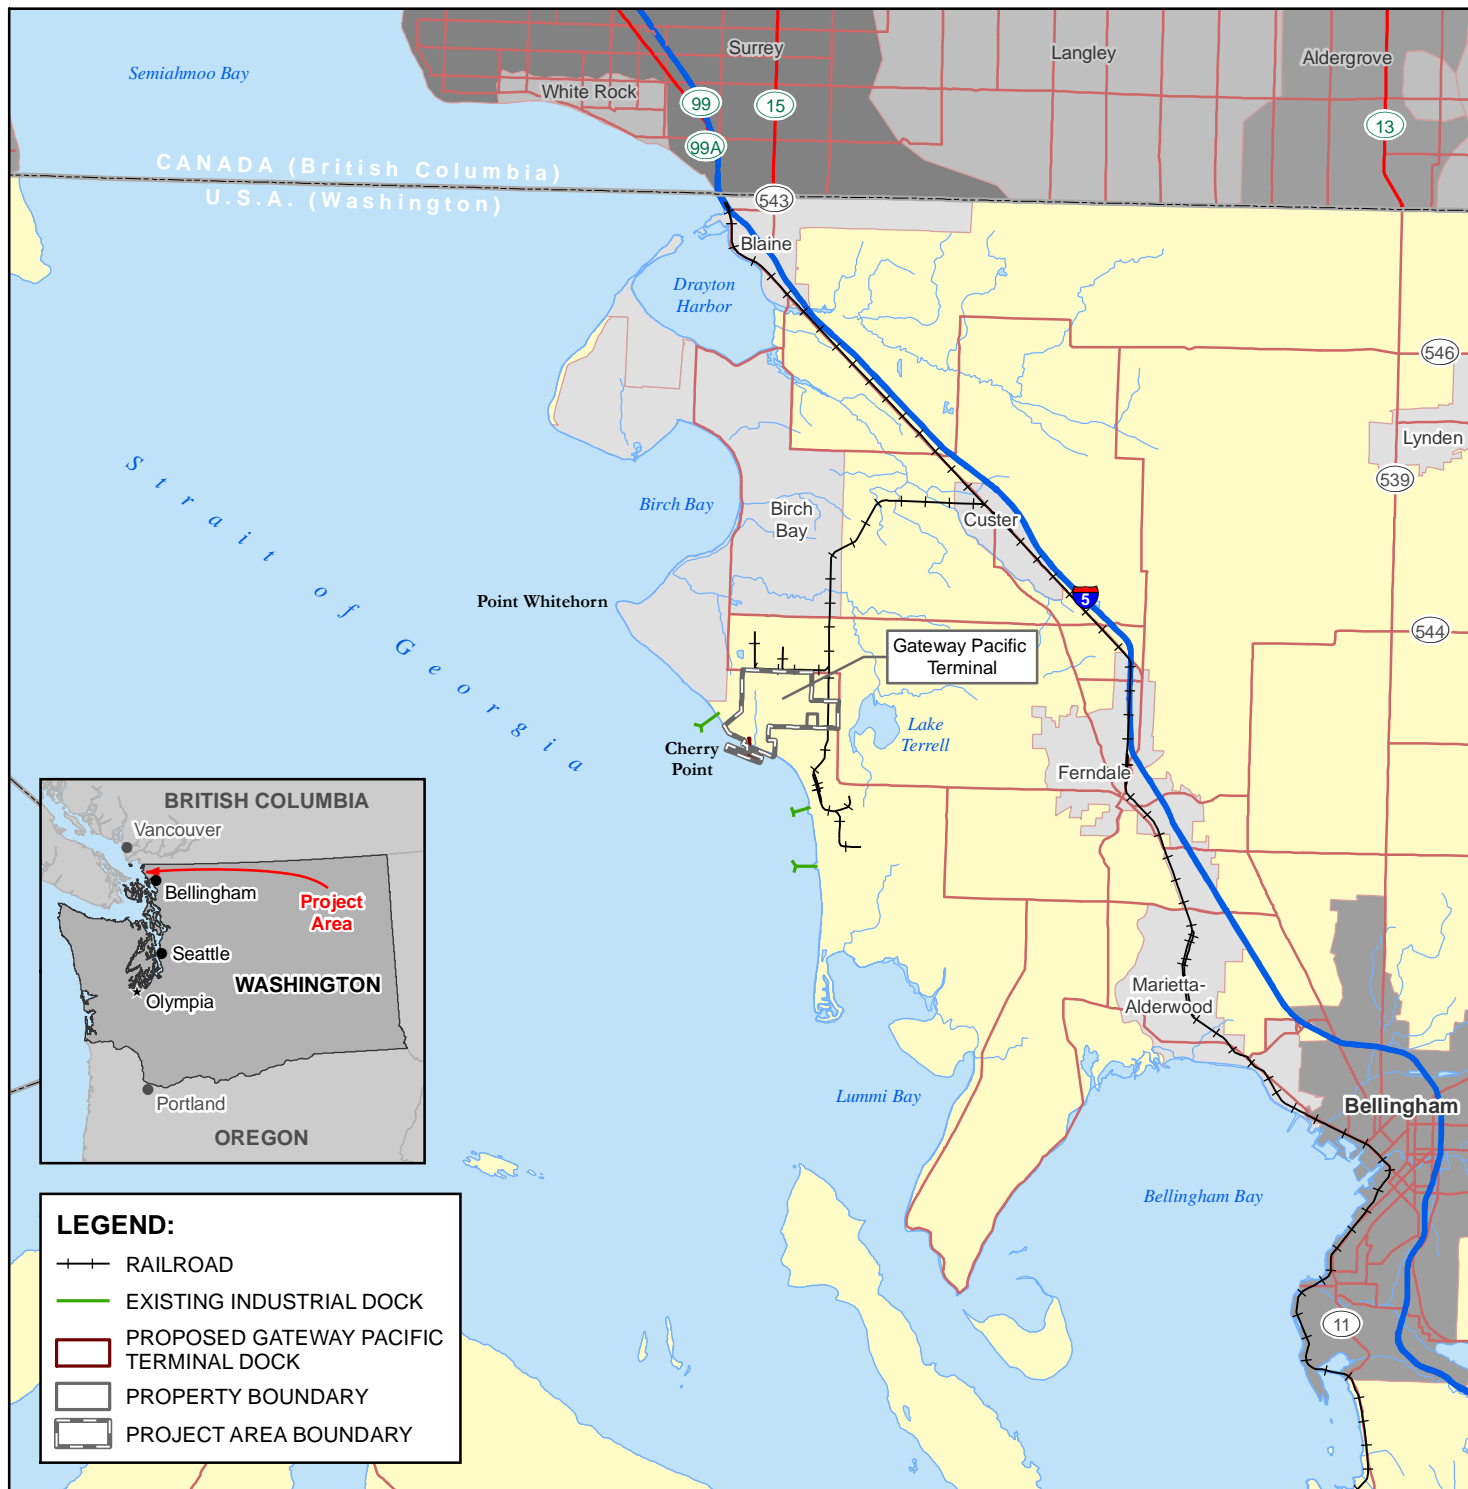 Semiahmoo Bay
Surrey
Langley
Aldergrove
White Rock
99
15
13
99A
CANADA (British Columbia)
U.S.A. (Washington)
543
Blaine
Drayton
Harbor
546
Lynden
539
Strait of Georgia
Birch Bay
Birch
Bay
Custer
Point Whitehorn
5
544
Gateway Pacific
Terminal
Lake
Terrell
Cherry
Point
Ferndale
Marietta-
Alderwood
Lummi Bay
Bellingham
Bellingham Bay
11
BRITISH COLUMBIA
Vancouver
Bellingham
Project
Area
Seattle
WASHINGTON
Olympia
Portland
OREGON
LEGEND:
RAILROAD
EXISTING INDUSTRIAL DOCK
PROPOSED GATEWAY PACIFIC
TERMINAL DOCK
PROPERTY BOUNDARY
PROJECT AREA BOUNDARY